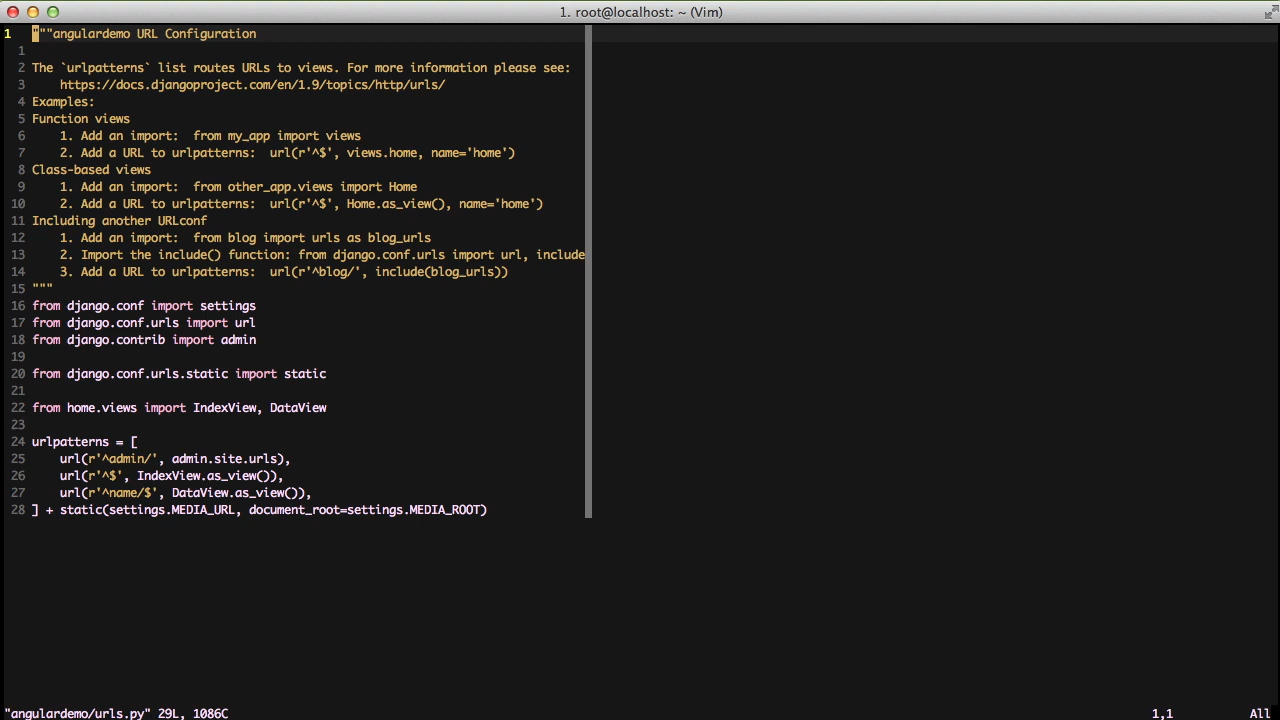 1. root@localhost: ~ (Vim)
1 """angulardemo URL Configuration
1
2 The `urlpatterns` list routes URLs to views. For more information please see:
3     https://docs.djangoproject.com/en/1.9/topics/http/urls/
4 Examples:
5 Function views
6     1. Add an import:  from my_app import views
7     2. Add a URL to urlpatterns:  url(r'^$', views.home, name='home')
8 Class-based views
9     1. Add an import:  from other_app.views import Home
10     2. Add a URL to urlpatterns:  url(r'^$', Home.as_view(), name='home')
11 Including another URLconf
12     1. Add an import:  from blog import urls as blog_urls
13     2. Import the include() function: from django.conf.urls import url, include
14     3. Add a URL to urlpatterns:  url(r'^blog/', include(blog_urls))
15 """
16 from django.conf import settings
17 from django.conf.urls import url
18 from django.contrib import admin
19
20 from django.conf.urls.static import static
21
22 from home.views import IndexView, DataView
23
24 urlpatterns = [
25     url(r'^admin/', admin.site.urls),
26     url(r'^$', IndexView.as_view()),
27     url(r'^name/$', DataView.as_view()),
28 ] + static(settings.MEDIA_URL, document_root=settings.MEDIA_ROOT)
"angulardemo/urls.py" 29L, 1086C 1,1 All